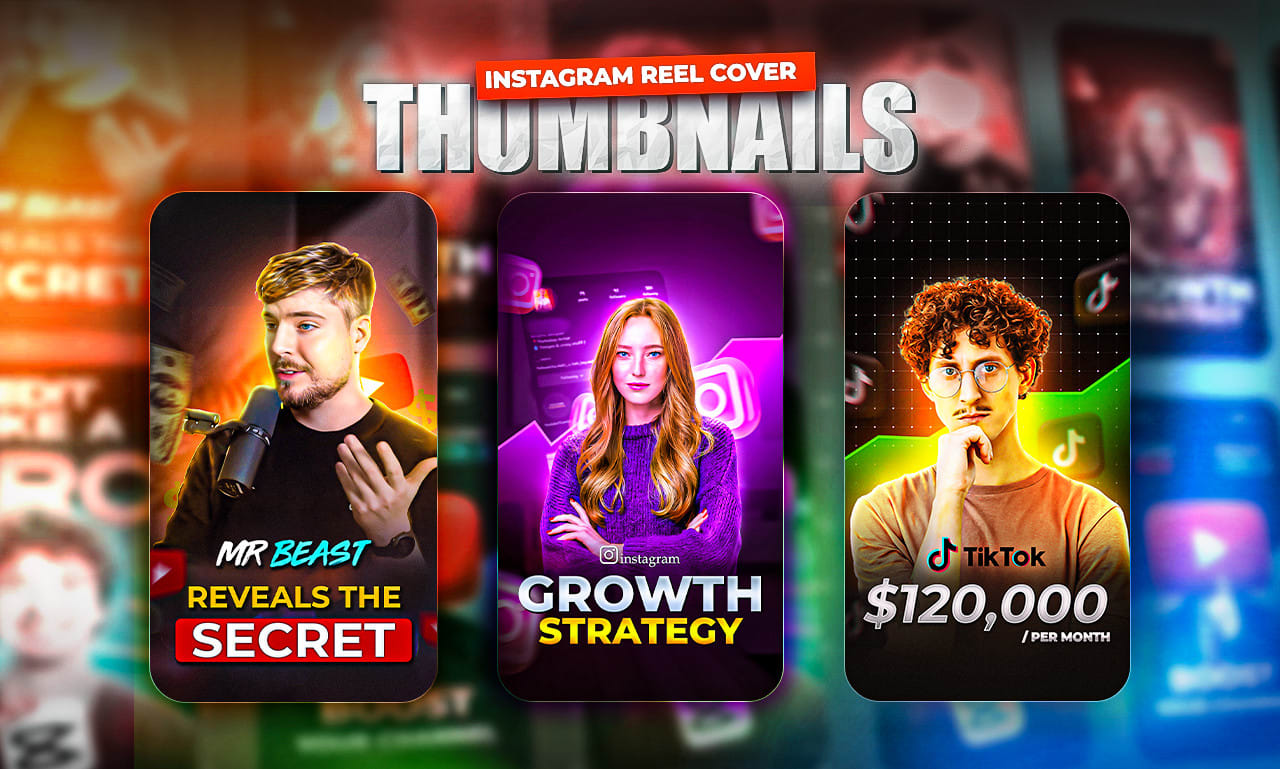 INSTAGRAM REEL COVER
THUMBNAILS
MR BEAST
REVEALS THE
SECRET
instagram
GROWTH
STRATEGY
TikTok
$120,000
/ PER MONTH